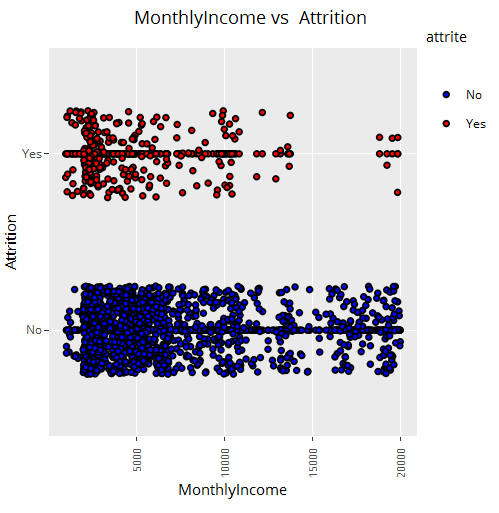 MonthlyIncome vs  Attrition
attrite
No
Yes
Yes
Attrition
No
5000
10000
15000
20000
MonthlyIncome